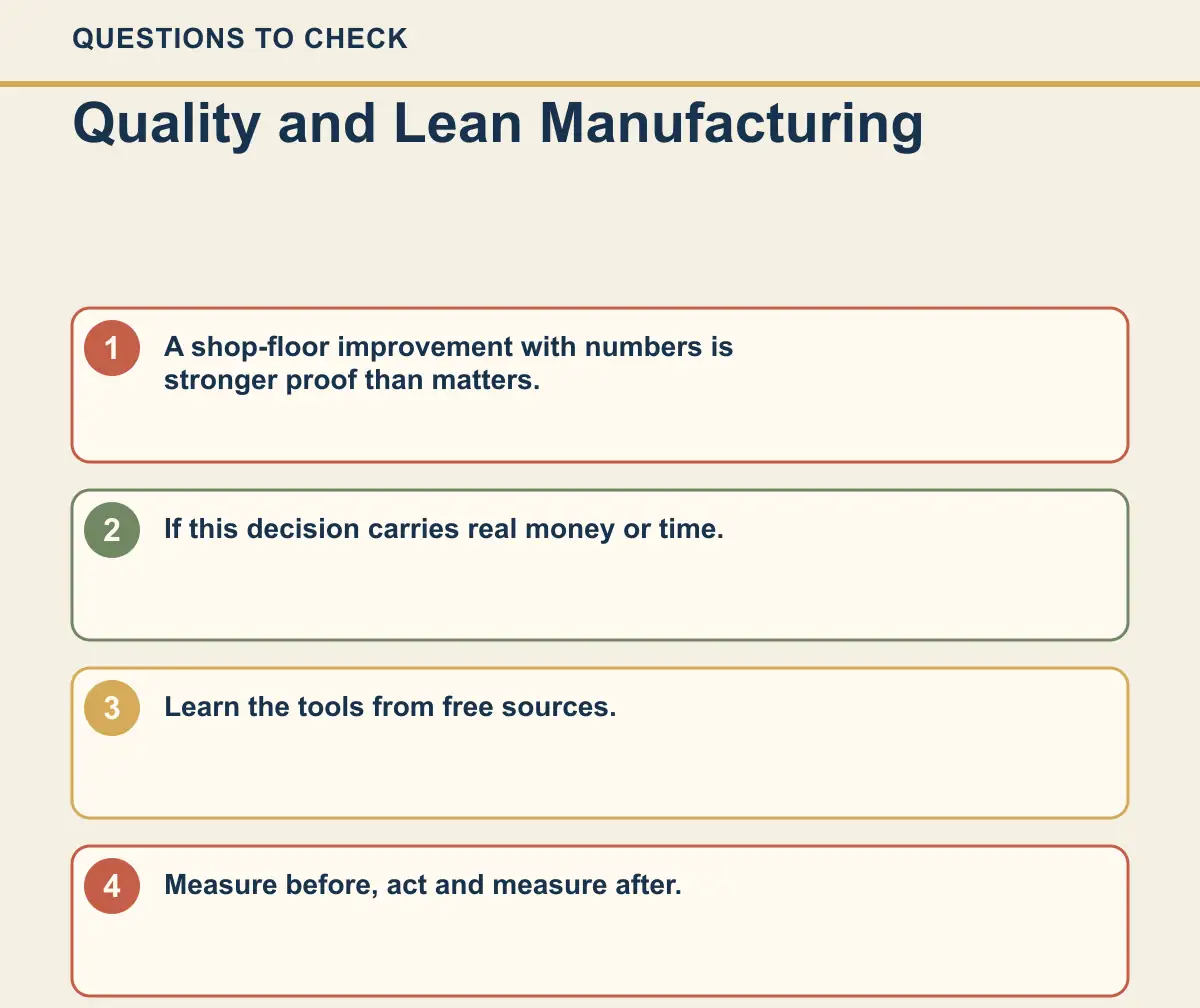 QUESTIONS TO CHECK
Quality and Lean Manufacturing
1
A shop-floor improvement with numbers is
stronger proof than matters.
2
If this decision carries real money or time.
3
Learn the tools from free sources.
4
Measure before, act and measure after.